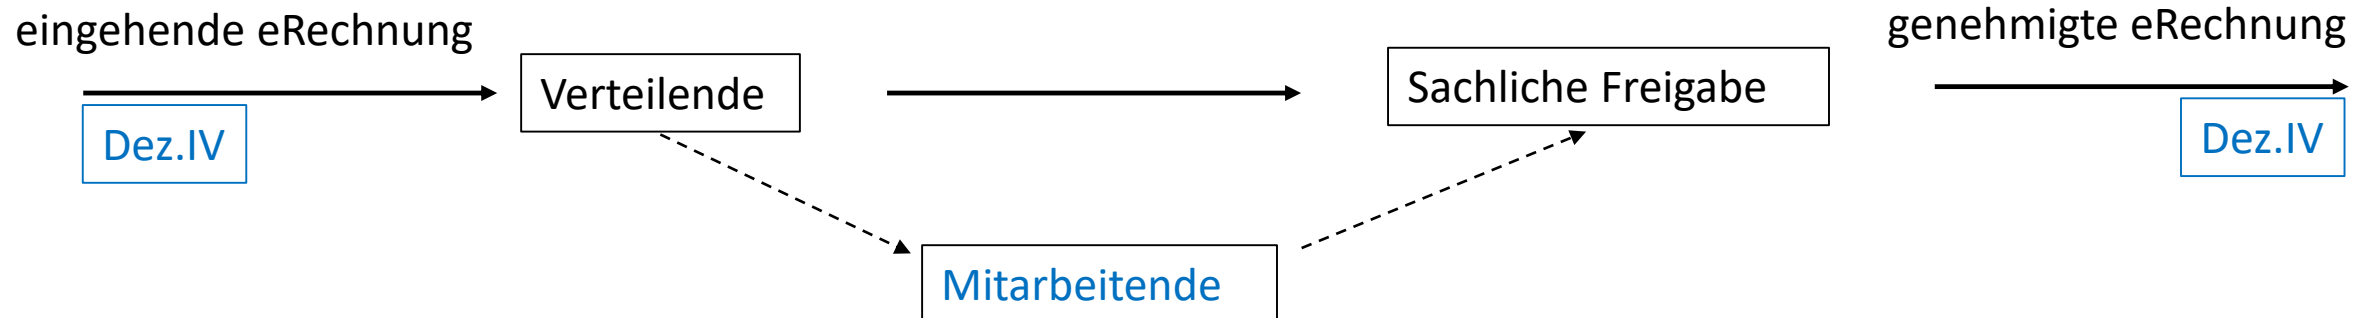 eingehende eRechnung
Dez.IV
Verteilende
Mitarbeitende
Sachliche Freigabe
genehmigte eRechnung
Dez.IV